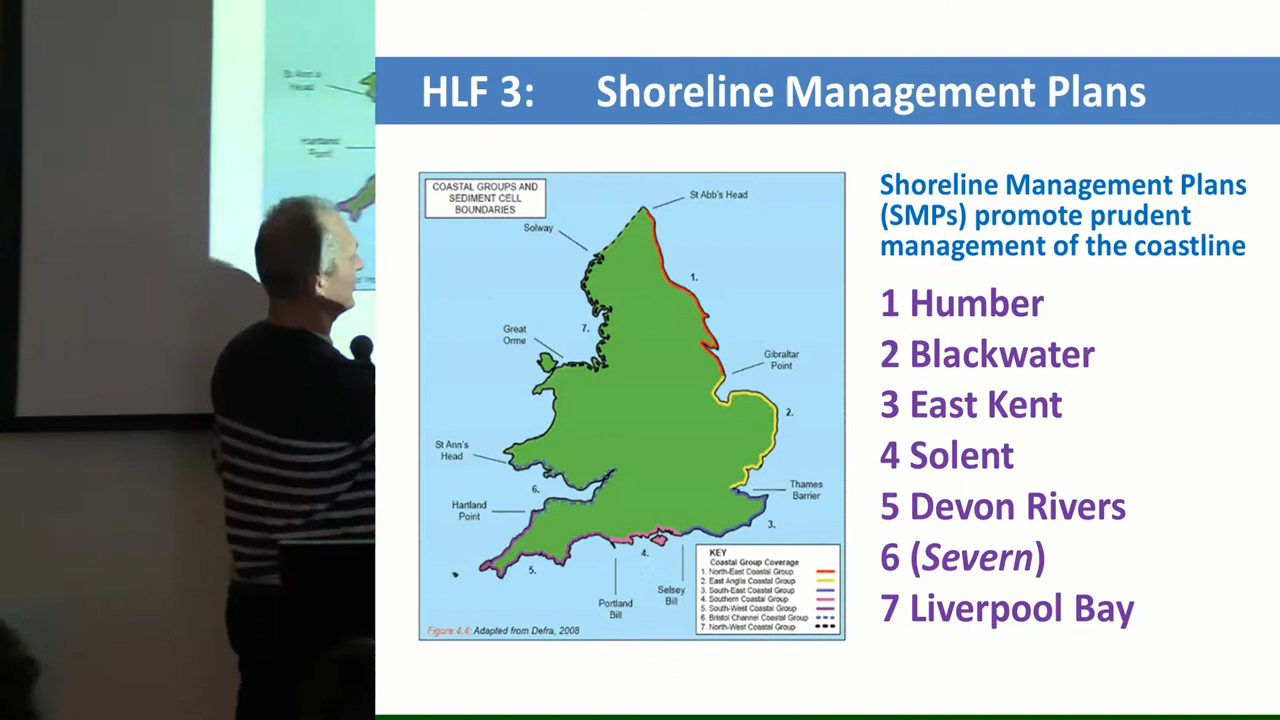 HLF 3: Shoreline Management Plans
St Ann's
Head
Hartland
Point
COASTAL GROUPS AND
SEDIMENT CELL
BOUNDARIES
St Abb's Head
Solway
1.
7.
Great
Orme
Gibraltar
Point
2.
St Ann's
Head
6.
Thames
Barrier
Hartland
Point
3.
4.
5.
Selsey
Bill
Portland
Bill
KEY
Coastal Group Coverage
1. North-East Coastal Group
2. East Anglia Coastal Group
3. South-East Coastal Group
4. Southern Coastal Group
5. South-West Coastal Group
6. Bristol Channel Coastal Group
7. North-West Coastal Group
Figure 4.4: Adapted from Defra, 2008
Shoreline Management Plans
(SMPs) promote prudent
management of the coastline
1 Humber
2 Blackwater
3 East Kent
4 Solent
5 Devon Rivers
6 (Severn)
7 Liverpool Bay